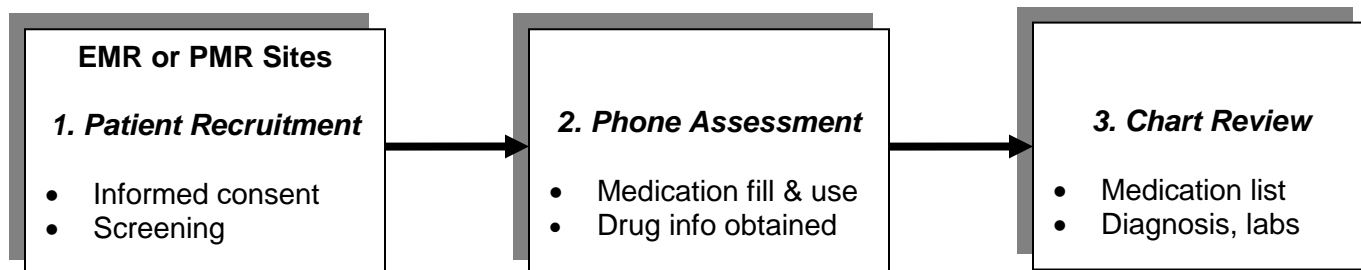 EMR or PMR Sites
1. Patient Recruitment
• Informed consent
• Screening
2. Phone Assessment
• Medication fill & use
• Drug info obtained
3. Chart Review
• Medication list
• Diagnosis, labs